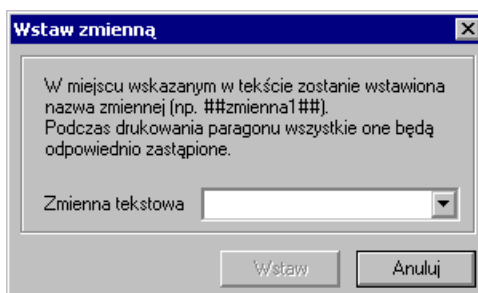 Wstaw zmienną
W miejscu wskazanym w tekście zostanie wstawiona
nazwa zmiennej (np. ##zmienna1##).
Podczas drukowania paragonu wszystkie one będą
odpowiednio zastąpione.
Zmienna tekstowa
Wstaw
Anuluj